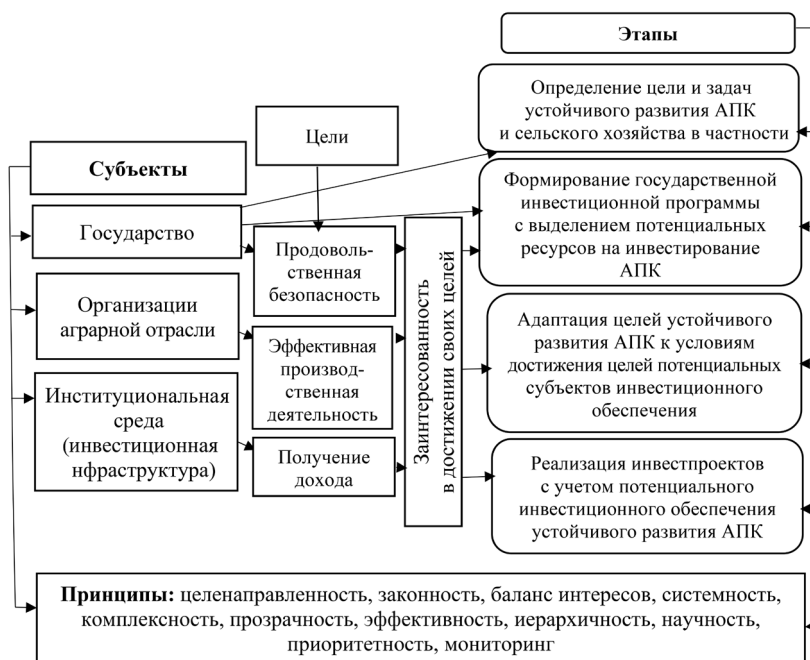 Этапы
Определение цели и задач
устойчивого развития АПК
и сельского хозяйства в частности
Цели
Субъекты
Формирование государственной
инвестиционной программы
с выделением потенциальных
ресурсов на инвестирование
АПК
Государство
Продоволь-
ственная
безопасность
Заинтересованность
в достижении своих целей
Организации
аграрной отрасли
Эффективная
производ-
ственная
деятельность
Адаптация целей устойчивого
развития АПК к условиям
достижения целей потенциальных
субъектов инвестиционного
обеспечения
Институциональная
среда
(инвестиционная
нфраструктура)
Получение
дохода
Реализация инвестпроектов
с учетом потенциального
инвестиционного обеспечения
устойчивого развития АПК
Принципы: целенаправленность, законность, баланс интересов, системность,
комплексность, прозрачность, эффективность, иерархичность, научность,
приоритетность, мониторинг